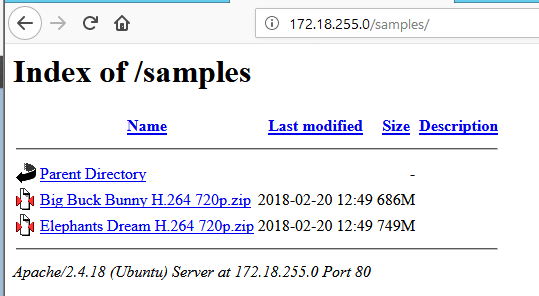 172.18.255.0/samples/
Index of /samples
Name Last modified Size Description
Parent Directory -
Big Buck Bunny H.264 720p.zip 2018-02-20 12:49 686M
Elephants Dream H.264 720p.zip 2018-02-20 12:49 749M
Apache/2.4.18 (Ubuntu) Server at 172.18.255.0 Port 80